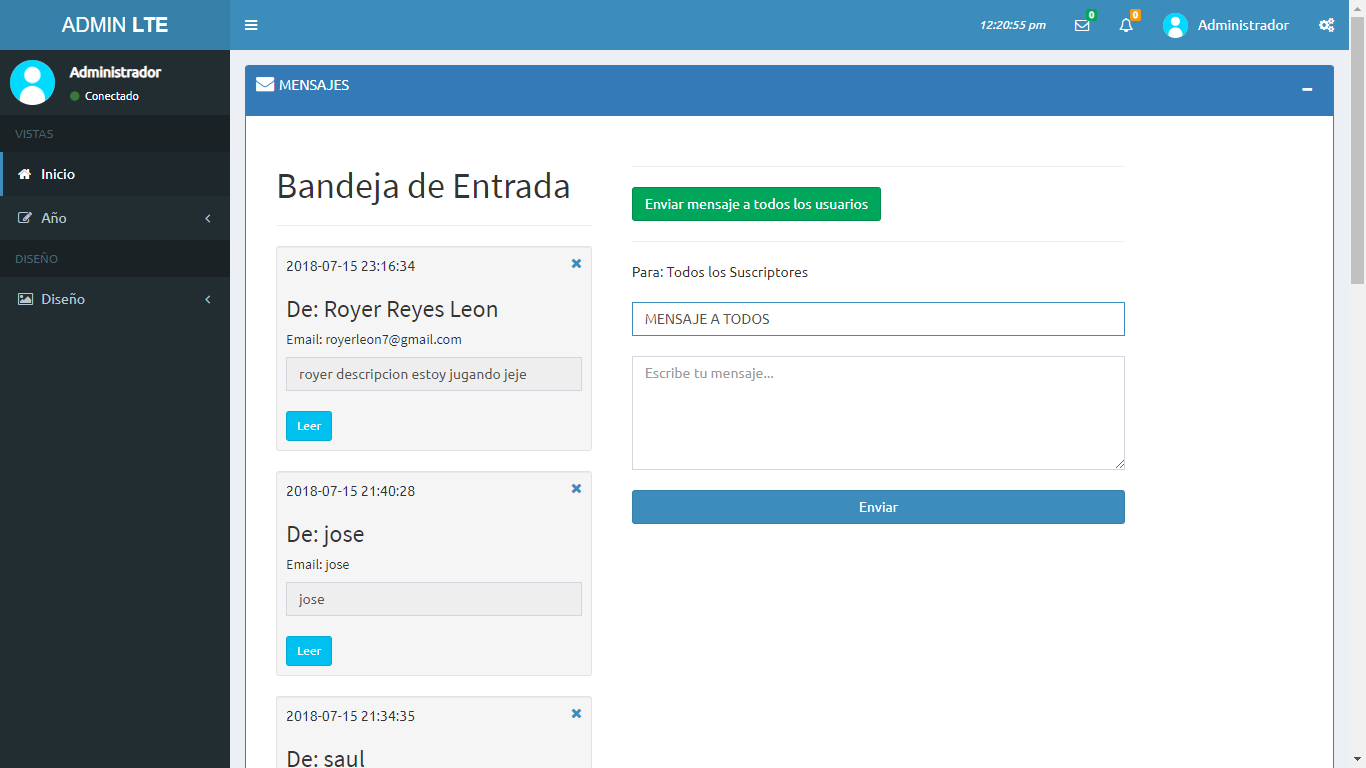 ADMIN LTE
12:20:55 pm
0
0
Administrador
Administrador
Conectado
VISTAS
Inicio
Año
DISEÑO
Diseño
MENSAJES
Bandeja de Entrada
2018-07-15 23:16:34
De: Royer Reyes Leon
Email: royerleon7@gmail.com
royer descripcion estoy jugando jeje
Leer
2018-07-15 21:40:28
De: jose
Email: jose
jose
Leer
2018-07-15 21:34:35
De: saul
Enviar mensaje a todos los usuarios
Para: Todos los Suscriptores
MENSAJE A TODOS
Escribe tu mensaje...
Enviar